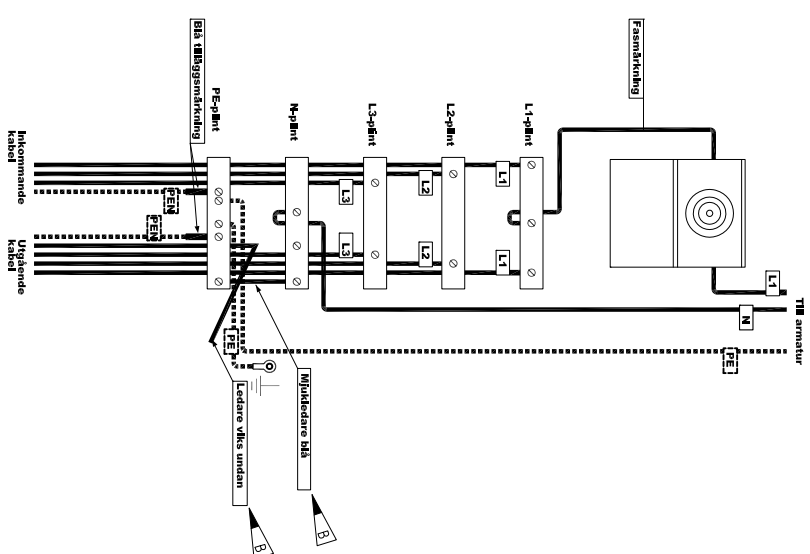 Till armatur
L1
N
PE
Fasmärkning
L1-plint
L1
L1
L2-plint
L2
L2
L3-plint
L3
L3
N-plint
Mjukledare blå
B
PE-plint
PE
Ledare viks undan
B
Blå tilläggsmärkning
PEN
PEN
Inkommande
kabel
Utgående
kabel